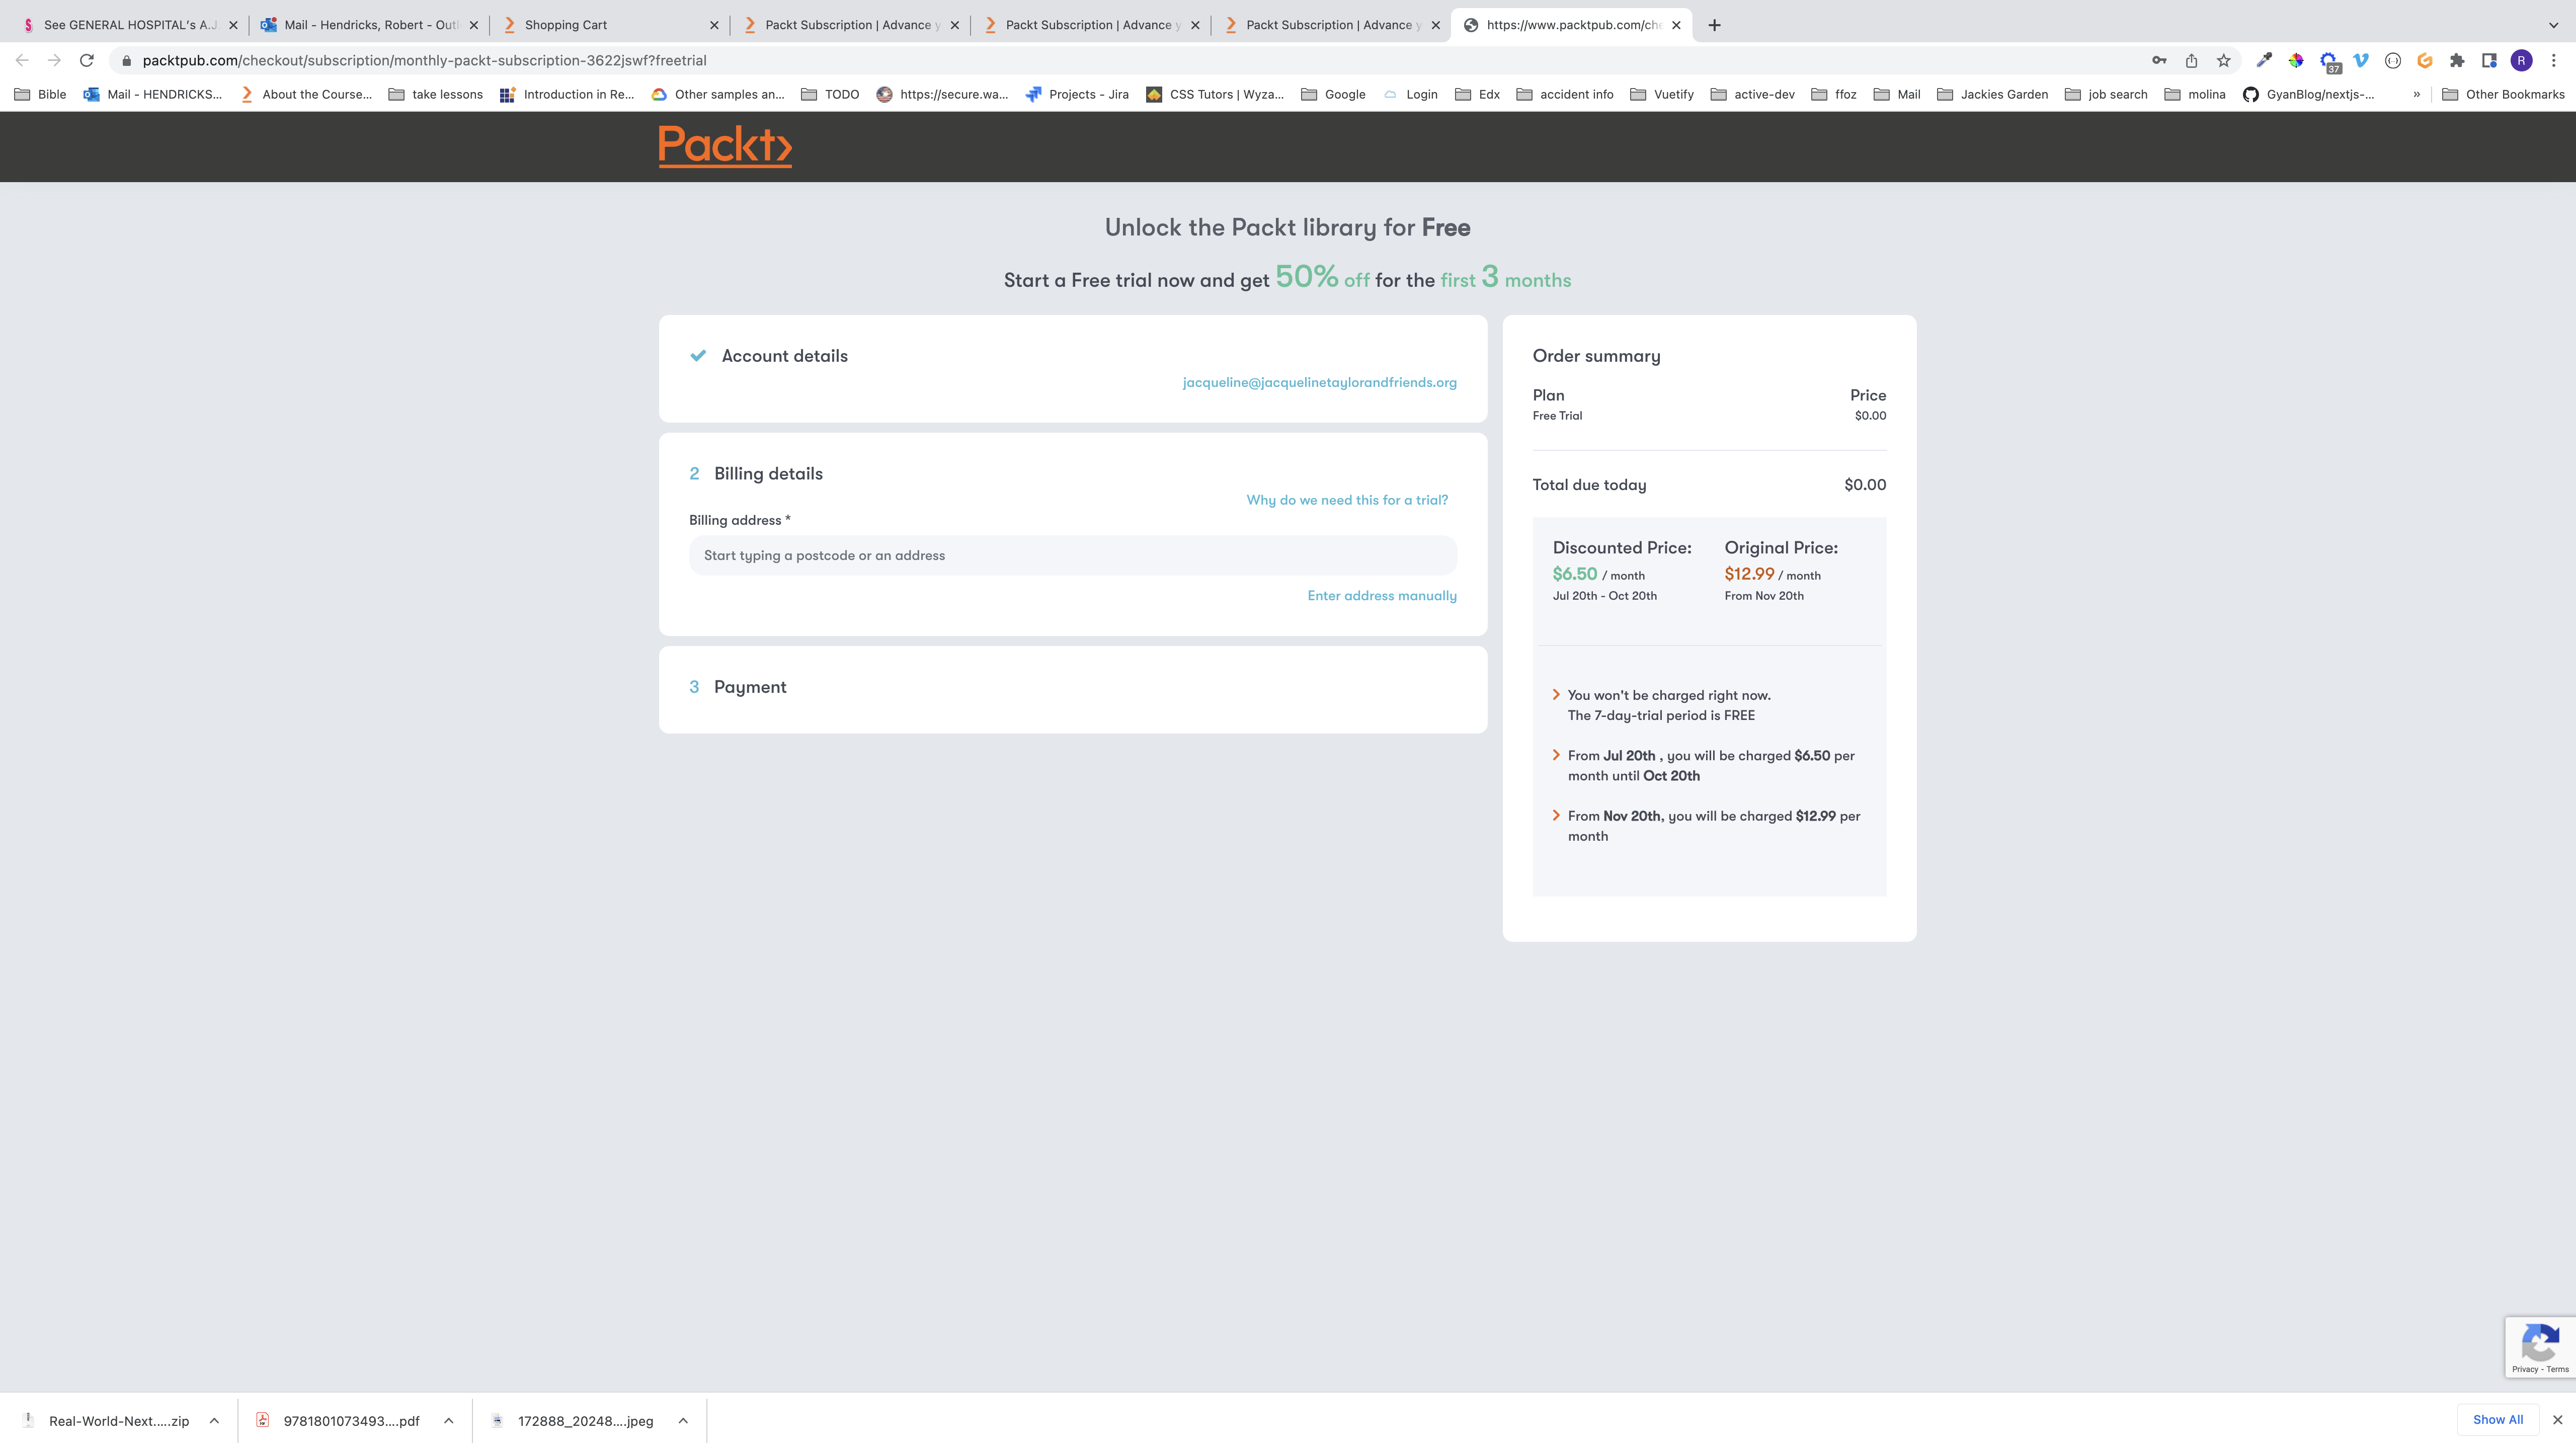 See GENERAL HOSPITAL's A.J
Mail - Hendricks, Robert - Outl
Shopping Cart
Packt Subscription | Advance y
Packt Subscription | Advance y
Packt Subscription | Advance y
https://www.packtpub.com/che
packtpub.com/checkout/subscription/monthly-packt-subscription-3622jswf?freetrial
37
R
Bible
Mail - HENDRICKS...
About the Course...
take lessons
Introduction in Re...
Other samples an...
TODO
https://secure.wa...
Projects - Jira
CSS Tutors | Wyza...
Google
Login
Edx
accident info
Vuetify
active-dev
ffoz
Mail
Jackies Garden
job search
molina
GyanBlog/nextjs-...
»
Other Bookmarks
Packt
Unlock the Packt library for Free
Start a Free trial now and get 50% off for the first 3 months
Account details
jacqueline@jacquelinetaylorandfriends.org
2 Billing details
Why do we need this for a trial?
Billing address *
Start typing a postcode or an address
Enter address manually
3 Payment
Order summary
Plan Price
Free Trial $0.00
Total due today $0.00
Discounted Price: Original Price:
$6.50 / month $12.99 / month
Jul 20th - Oct 20th From Nov 20th
You won't be charged right now.
The 7-day-trial period is FREE
From Jul 20th , you will be charged $6.50 per
month until Oct 20th
From Nov 20th, you will be charged $12.99 per
month
Privacy - Terms
Real-World-Next.....zip
9781801073493....pdf
172888_20248....jpeg
Show All